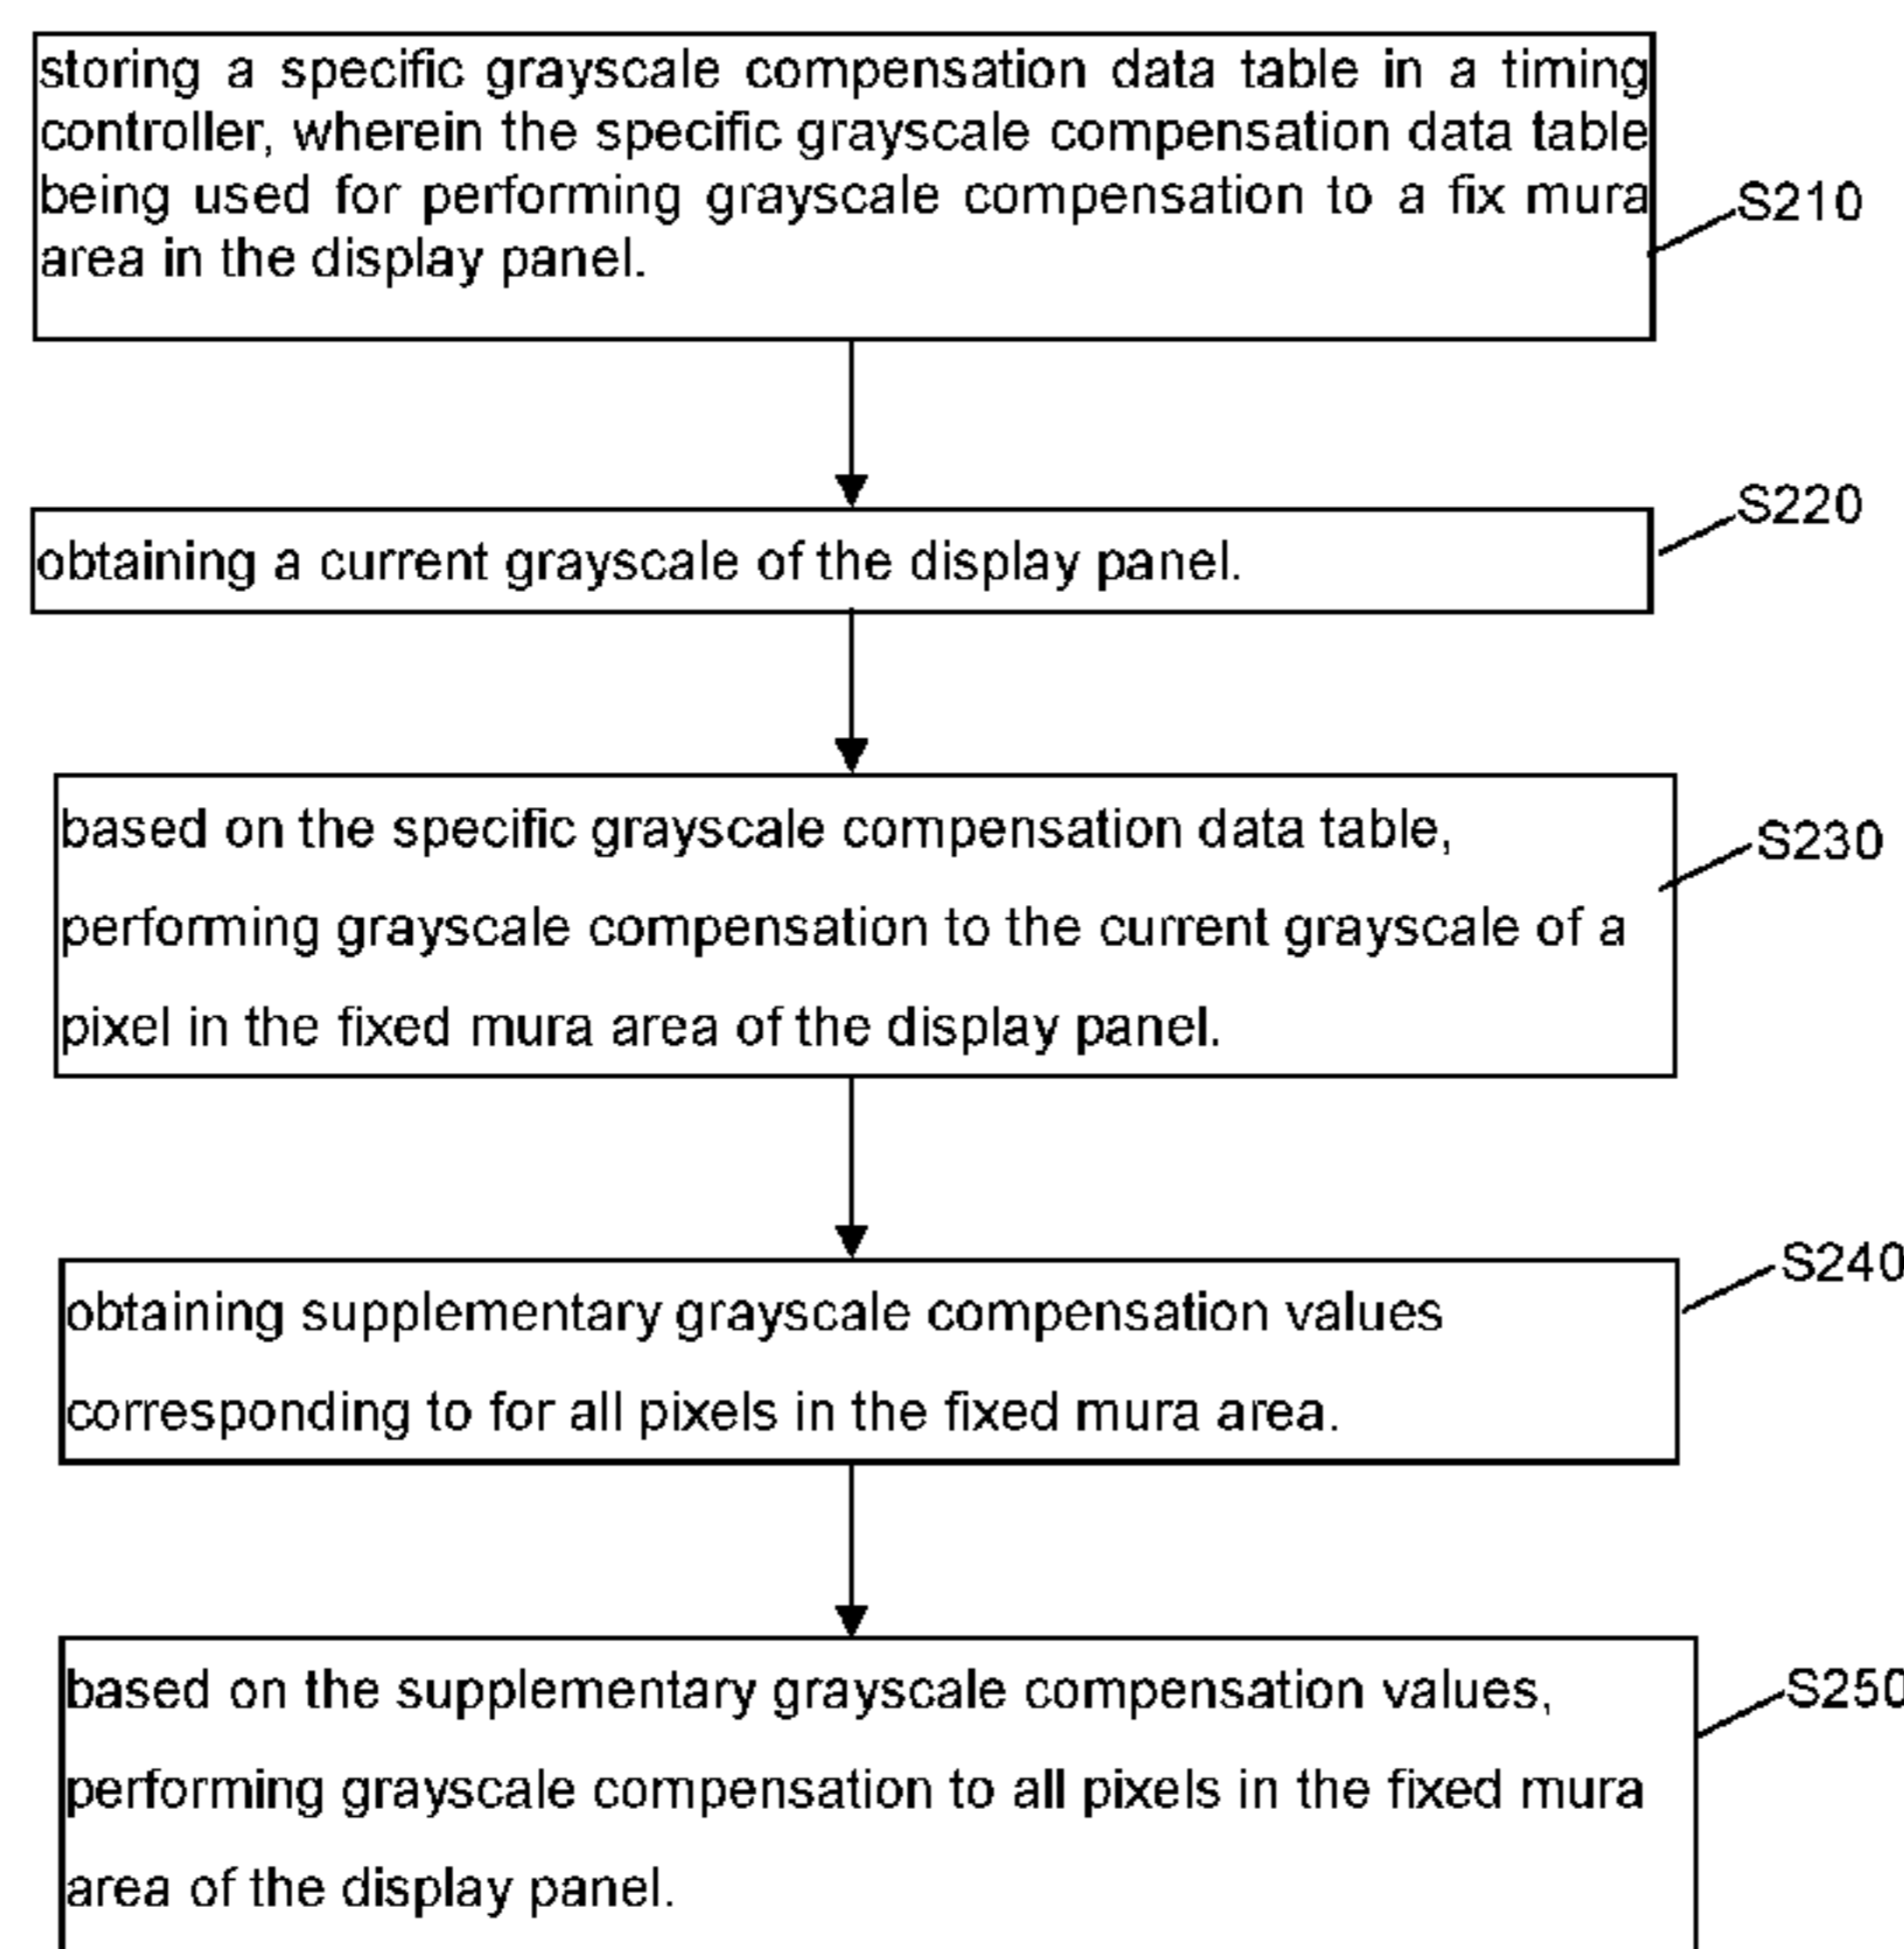 storing a specific grayscale compensation data table in a timing
controller, wherein the specific grayscale compensation data table
being used for performing grayscale compensation to a fix mura
area in the display panel.
S210
S220
obtaining a current grayscale of the display panel.
based on the specific grayscale compensation data table,
performing grayscale compensation to the current grayscale of a
pixel in the fixed mura area of the display panel.
S230
obtaining supplementary grayscale compensation values
corresponding to for all pixels in the fixed mura area.
S240
based on the supplementary grayscale compensation values,
performing grayscale compensation to all pixels in the fixed mura
area of the display panel.
S250